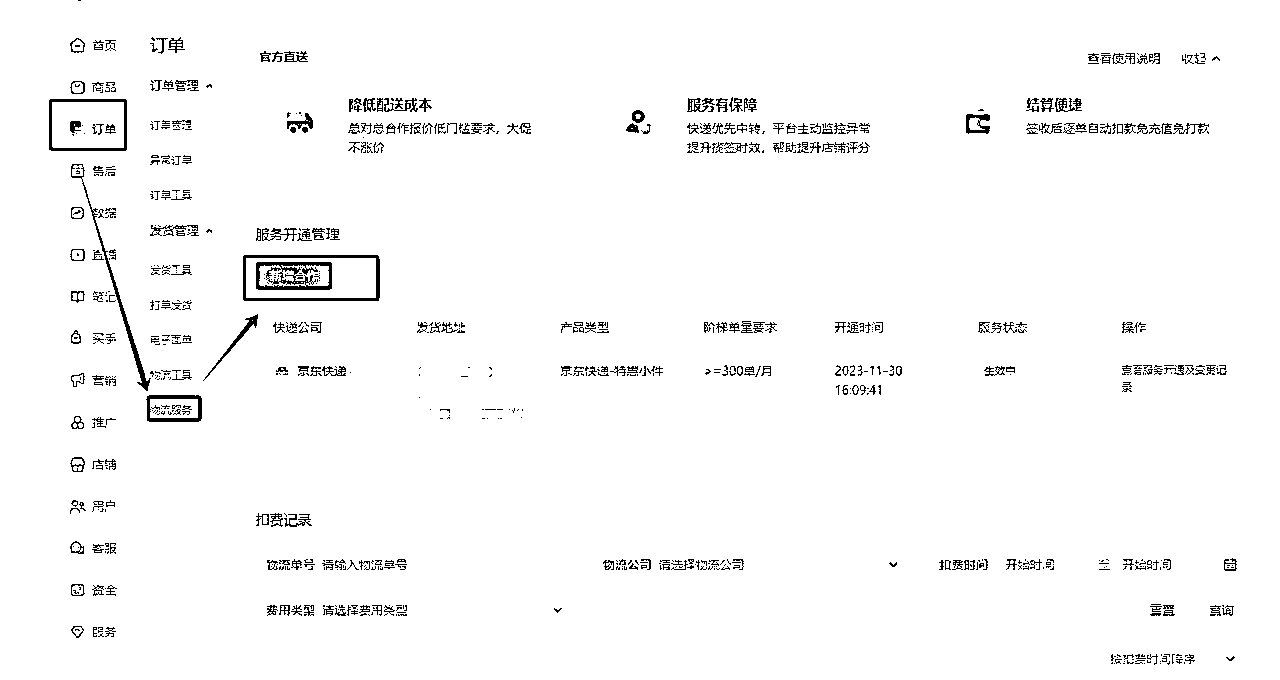 首页
商品
订单
售后
数据
直播
笔记
买手
营销
推广
店铺
用户
客服
资金
服务
订单
订单管理
订单管理
异常订单
订单工具
发货管理
发货工具
打单发货
电子面单
物流工具
物流服务
官方直送
查看使用说明 收起
降低配送成本
总对总合作报价低门槛要求，大促
不涨价
服务有保障
快递优先中转，平台主动监控异常
提升揽签时效，帮助提升店铺评分
结算便捷
签收后逐单自动扣款免充值免打款
服务开通管理
新增合作
快递公司 发货地址 产品类型 阶梯单量要求 开通时间 服务状态 操作
京东快递 京东快递-特惠小件 >=300单/月 2023-11-30 生效中 查看服务开通及变更记
16:09:41 录
扣费记录
物流单号 请输入物流单号 物流公司 请选择物流公司 扣费时间 开始时间 至 开始时间
费用类型 请选择费用类型 重置 查询
按扣费时间降序